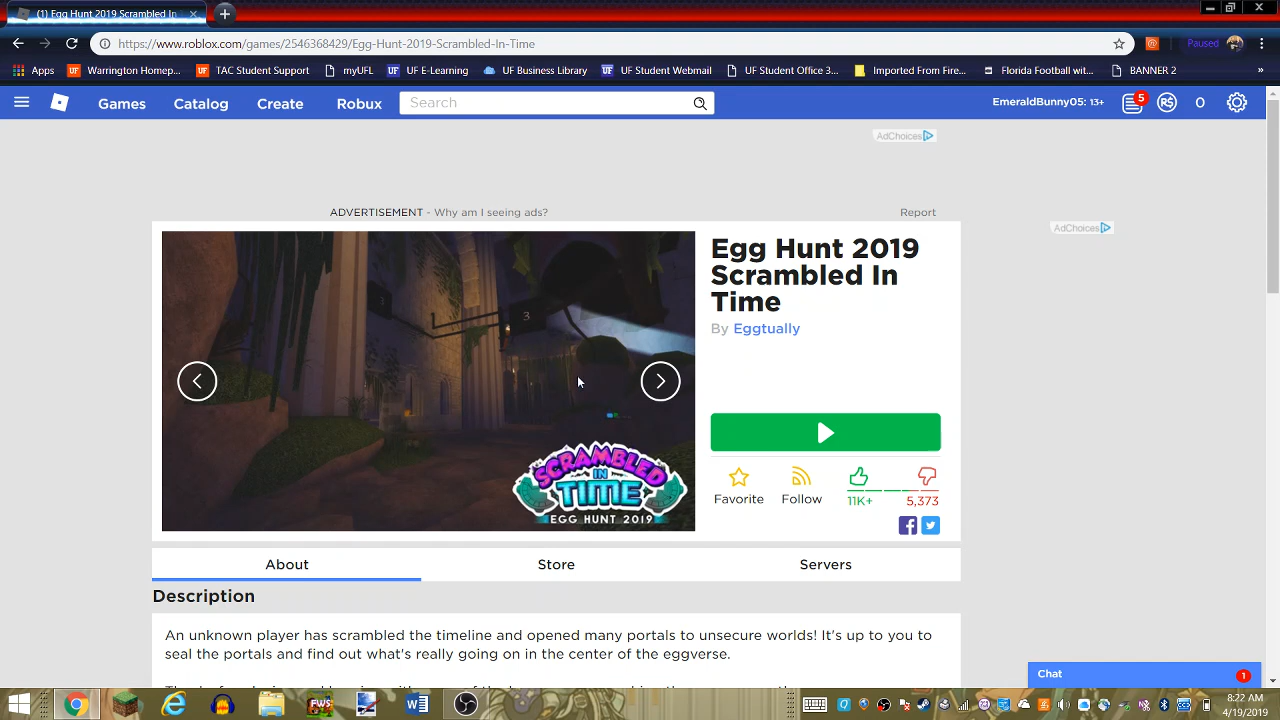 (1) Egg Hunt 2019 Scrambled In
https://www.roblox.com/games/2546368429/Egg-Hunt-2019-Scrambled-In-Time
Paused
Apps Warrington Homep... TAC Student Support myUFL UF E-Learning UF Business Library UF Student Webmail UF Student Office 3... Imported From Fire... Florida Football wit... BANNER 2 »
Games Catalog Create Robux Search EmeraldBunny05: 13+ 5 R$ 0
AdChoices
ADVERTISEMENT - Why am I seeing ads? Report
AdChoices
Egg Hunt 2019
Scrambled In
Time
By Eggtually
3
3
SCRAMBLED
IN
TIME
EGG HUNT 2019
Favorite Follow 11K+ 5,373
About Store Servers
Description
An unknown player has scrambled the timeline and opened many portals to unsecure worlds! It's up to you to
seal the portals and find out what's really going on in the center of the eggverse.
Chat 1
FWS
8:22 AM
4/19/2019